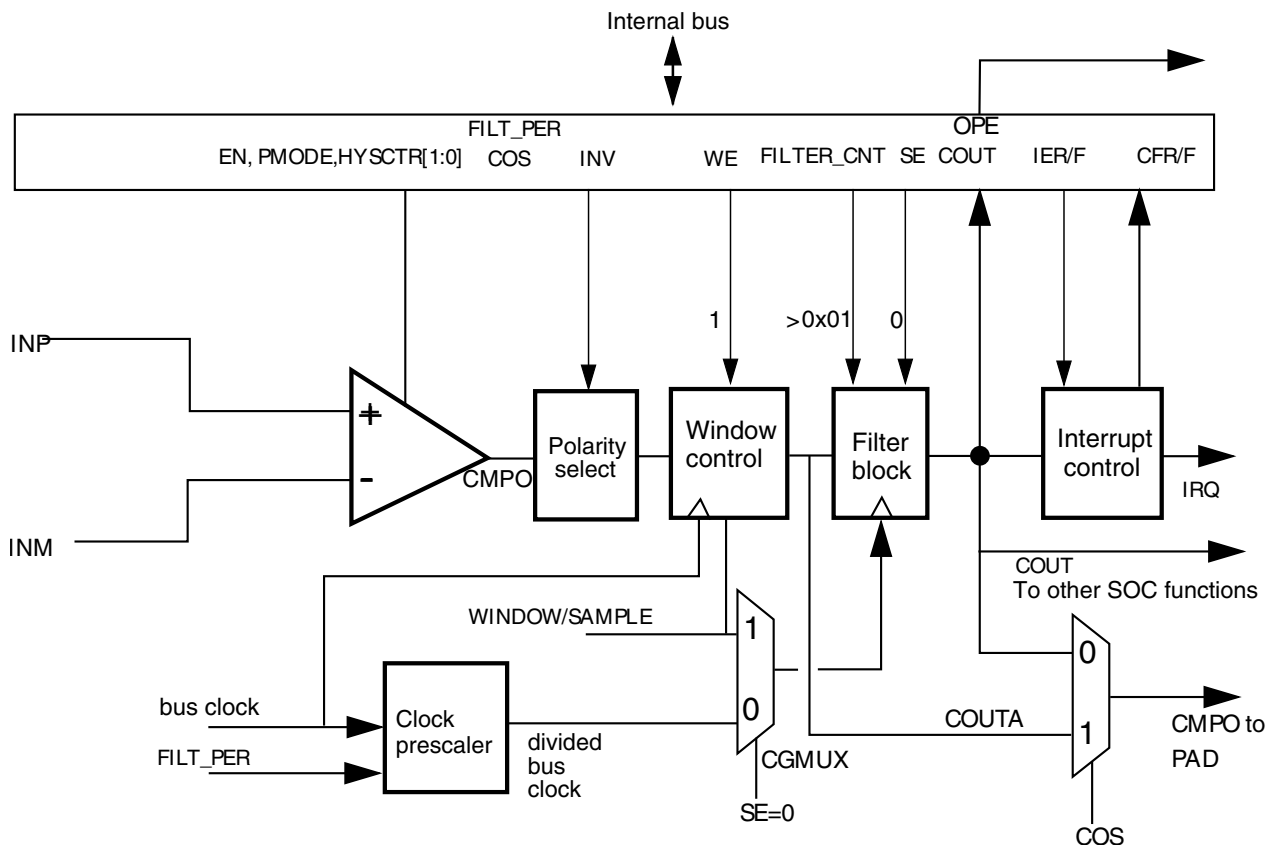 Internal bus
FILT_PER
OPE
EN, PMODE,HYSCTR[1:0]
COS
INV
WE
FILTER_CNT
SE
COUT
IER/F
CFR/F
1
>0x01
0
INP
INM
+
-
CMPO
Polarity
select
Window
control
Filter
block
Interrupt
control
IRQ
COUT
To other SOC functions
WINDOW/SAMPLE
1
0
CGMUX
SE=0
bus clock
FILT_PER
Clock
prescaler
divided
bus
clock
COUTA
0
1
CMPO to
PAD
COS